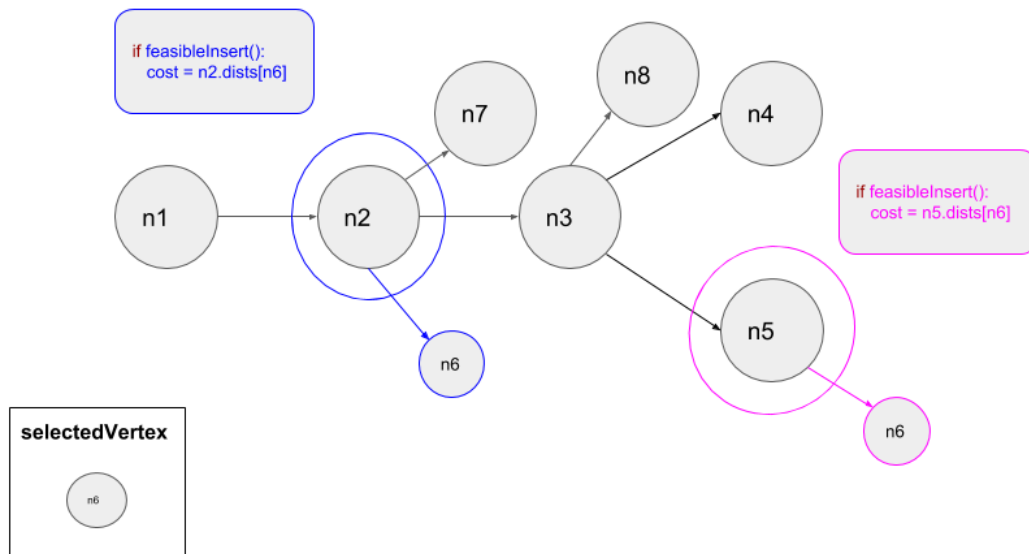 if feasibleInsert():
cost = n2.dists[n6]
n8
n7
n4
n1
n2
n3
if feasibleInsert():
cost = n5.dists[n6]
n5
n6
n6
selectedVertex
n6